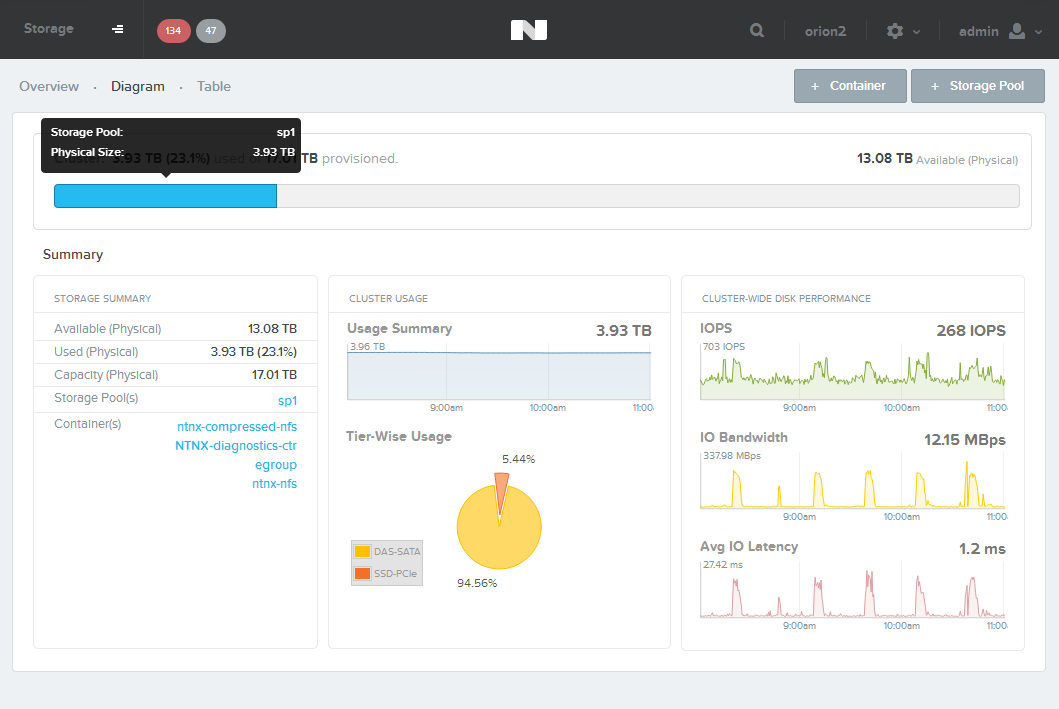 Storage
134
47
orion2
admin
Overview · Diagram · Table
+ Container
+ Storage Pool
Storage Pool: sp1
Physical Size: 3.93 TB
Cluster: 3.93 TB (23.1%) used of 17.01 TB provisioned.
13.08 TB Available (Physical)
Summary
STORAGE SUMMARY
Available (Physical) 13.08 TB
Used (Physical) 3.93 TB (23.1%)
Capacity (Physical) 17.01 TB
Storage Pool(s) sp1
Container(s) ntnx-compressed-nfs
NTNX-diagnostics-ctr
egroup
ntnx-nfs
CLUSTER USAGE
Usage Summary 3.93 TB
3.96 TB
9:00am 10:00am 11:00
Tier-Wise Usage
5.44%
DAS-SATA
SSD-PCIe
94.56%
CLUSTER-WIDE DISK PERFORMANCE
IOPS 268 IOPS
703 IOPS
9:00am 10:00am 11:00
IO Bandwidth 12.15 MBps
337.98 MBps
9:00am 10:00am 11:00
Avg IO Latency 1.2 ms
27.42 ms
9:00am 10:00am 11:00